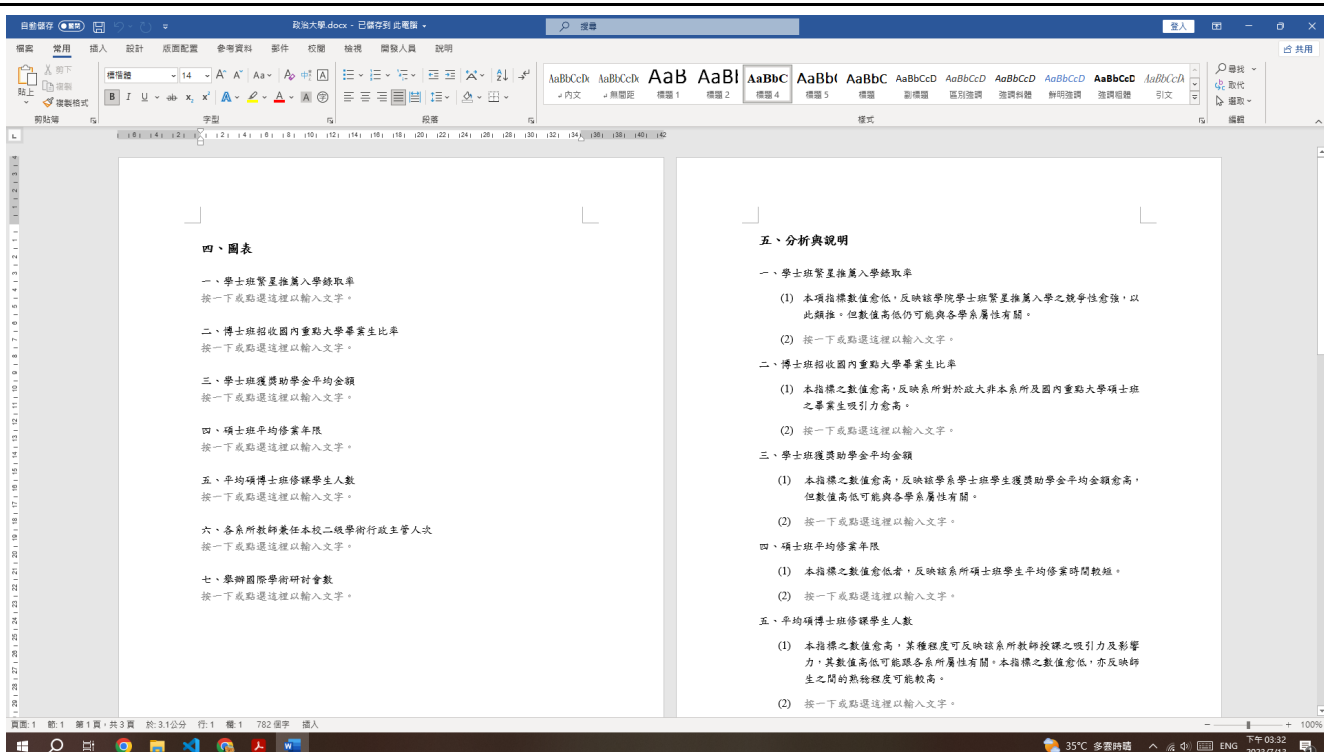 自動儲存
政治大學.docx - 已儲存到 此電腦
搜尋
登入
檔案 常用 插入 設計 版面配置 參考資料 郵件 校閱 檢視 開發人員 說明
共用
貼上
剪下
複製
複製格式
剪貼簿
標楷體 14
字型
段落
AaBbCcDc 內文
AaBbCcDc 無間距
AaB 標題 1
AaBl 標題 2
AaBbC 標題 4
AaBb( 標題 5
AaBbC 標題
AaBbCcD 副標題
AaBbCcD 區別強調
AaBbCcD 強調斜體
AaBbCcD 鮮明強調
AaBbCcD 強調粗體
AaBbCcDc 引文
樣式
尋找
取代
選取
編輯
四、圖表
一、學士班繁星推薦入學錄取率
按一下或點選這裡以輸入文字。
二、博士班招收國內重點大學畢業生比率
按一下或點選這裡以輸入文字。
三、學士班獲獎助學金平均金額
按一下或點選這裡以輸入文字。
四、碩士班平均修業年限
按一下或點選這裡以輸入文字。
五、平均碩博士班修課學生人數
按一下或點選這裡以輸入文字。
六、各系所教師兼任本校二級學術行政主管人次
按一下或點選這裡以輸入文字。
七、舉辦國際學術研討會數
按一下或點選這裡以輸入文字。
五、分析與說明
一、學士班繁星推薦入學錄取率
(1) 本項指標數值愈低，反映該學院學士班繁星推薦入學之競爭性愈強，以
此類推。但數值高低仍可能與各學系屬性有關。
(2) 按一下或點選這裡以輸入文字。
二、博士班招收國內重點大學畢業生比率
(1) 本指標之數值愈高，反映系所對於政大非本系所及國內重點大學碩士班
之畢業生吸引力愈高。
(2) 按一下或點選這裡以輸入文字。
三、學士班獲獎助學金平均金額
(1) 本指標之數值愈高，反映該學系學士班學生獲獎助學金平均金額愈高，
但數值高低可能與各學系屬性有關。
(2) 按一下或點選這裡以輸入文字。
四、碩士班平均修業年限
(1) 本指標之數值愈低者，反映該系所碩士班學生平均修業時間較短。
(2) 按一下或點選這裡以輸入文字。
五、平均碩博士班修課學生人數
(1) 本指標之數值愈高，某種程度可反映該系所教師授課之吸引力及影響
力，其數值高低可能跟各系所屬性有關。本指標之數值愈低，亦反映師
生之間的熟稔程度可能較高。
(2) 按一下或點選這裡以輸入文字。
頁面: 1 節: 1 第 1 頁，共 3 頁 於: 3.1公分 行: 1 欄: 1 782 個字 插入
100%
35°C 多雲時晴
ENG
下午 03:32